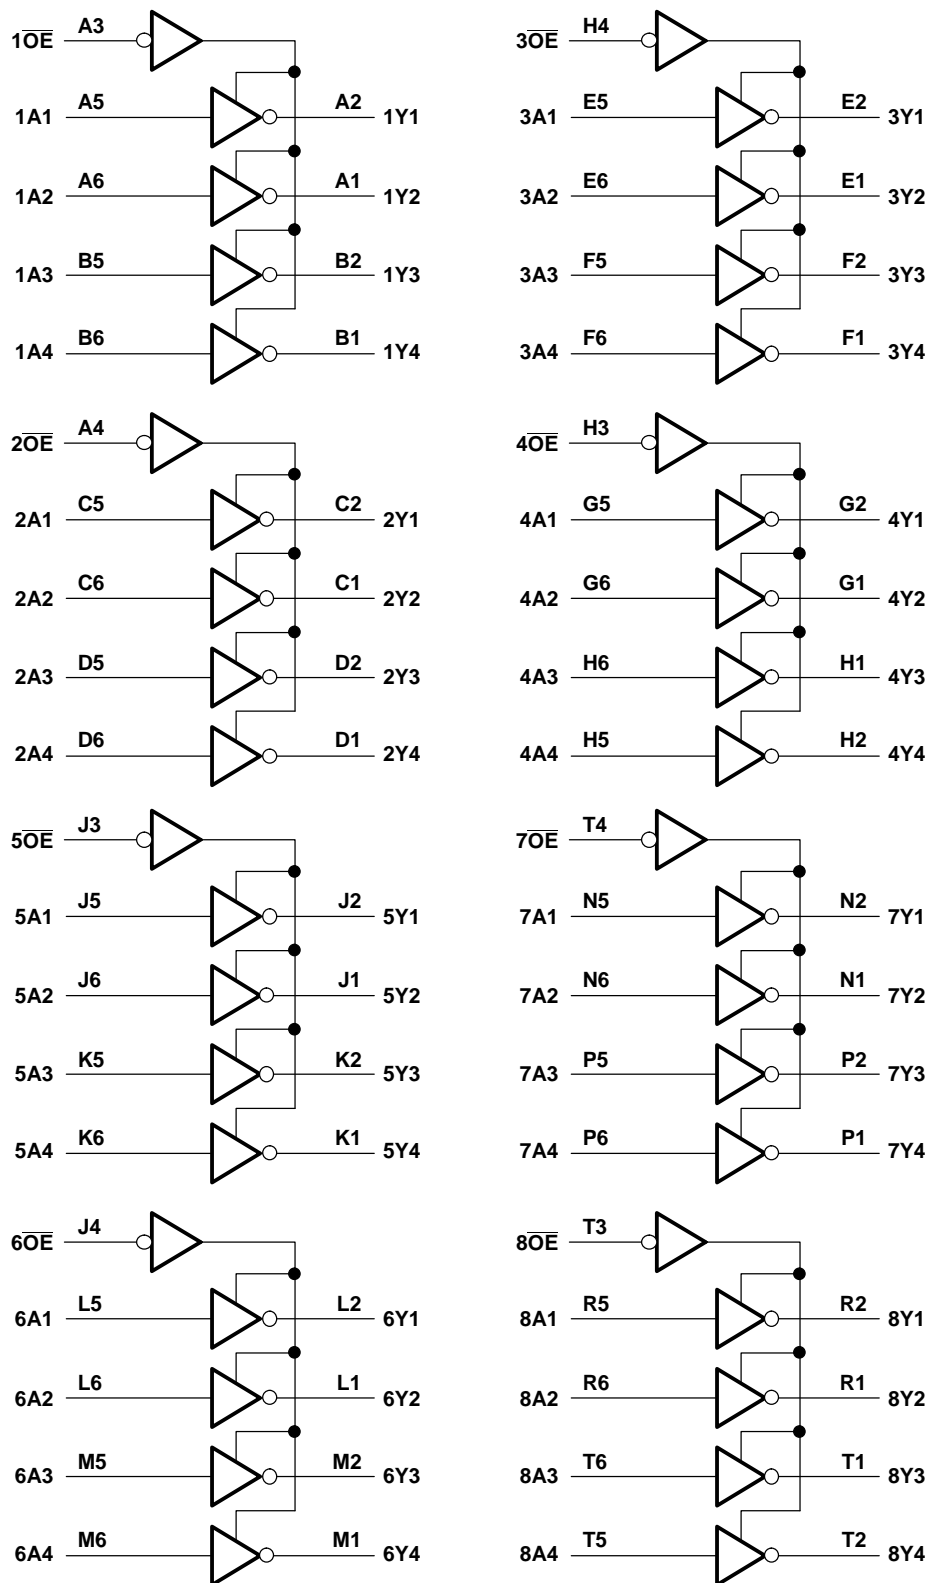 1OE A3
1A1 A5 A2 1Y1
1A2 A6 A1 1Y2
1A3 B5 B2 1Y3
1A4 B6 B1 1Y4
2OE A4
2A1 C5 C2 2Y1
2A2 C6 C1 2Y2
2A3 D5 D2 2Y3
2A4 D6 D1 2Y4
5OE J3
5A1 J5 J2 5Y1
5A2 J6 J1 5Y2
5A3 K5 K2 5Y3
5A4 K6 K1 5Y4
6OE J4
6A1 L5 L2 6Y1
6A2 L6 L1 6Y2
6A3 M5 M2 6Y3
6A4 M6 M1 6Y4
3OE H4
3A1 E5 E2 3Y1
3A2 E6 E1 3Y2
3A3 F5 F2 3Y3
3A4 F6 F1 3Y4
4OE H3
4A1 G5 G2 4Y1
4A2 G6 G1 4Y2
4A3 H6 H1 4Y3
4A4 H5 H2 4Y4
7OE T4
7A1 N5 N2 7Y1
7A2 N6 N1 7Y2
7A3 P5 P2 7Y3
7A4 P6 P1 7Y4
8OE T3
8A1 R5 R2 8Y1
8A2 R6 R1 8Y2
8A3 T6 T1 8Y3
8A4 T5 T2 8Y4